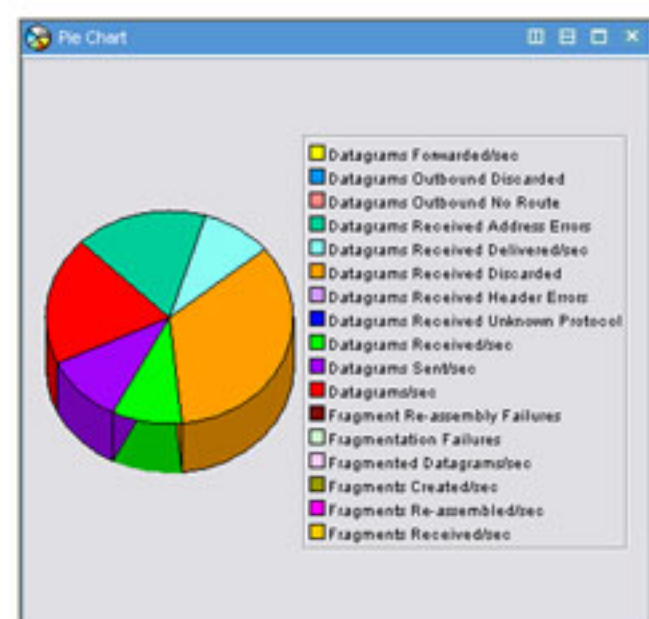 Pie Chart
Datagrams Forwarded/sec
Datagrams Outbound Discarded
Datagrams Outbound No Route
Datagrams Received Address Errors
Datagrams Received Delivered/sec
Datagrams Received Discarded
Datagrams Received Header Errors
Datagrams Received Unknown Protocol
Datagrams Received/sec
Datagrams Sent/sec
Datagrams/sec
Fragment Re-assembly Failures
Fragmentation Failures
Fragmented Datagrams/sec
Fragments Created/sec
Fragments Re-assembled/sec
Fragments Received/sec